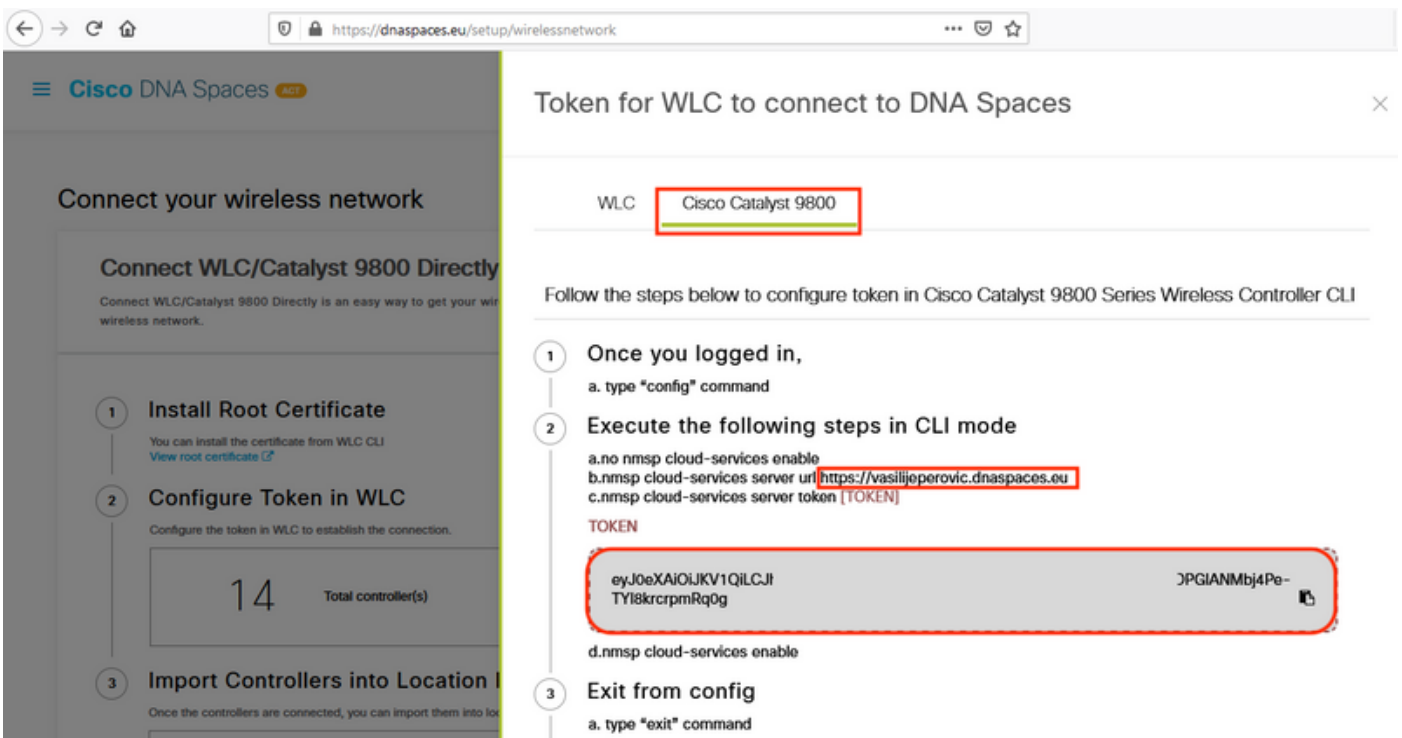 https://dnaspaces.eu/setup/wirelessnetwork
Cisco DNA Spaces ACT
Connect your wireless network
Connect WLC/Catalyst 9800 Directly
Connect WLC/Catalyst 9800 Directly is an easy way to get your
wireless network.
1
Install Root Certificate
You can install the certificate from WLC CLI
View root certificate
2
Configure Token in WLC
Configure the token in WLC to establish the connection.
14 Total controller(s)
3
Import Controllers into Location
Once the controllers are connected, you can import them into
Token for WLC to connect to DNA Spaces
WLC Cisco Catalyst 9800
Follow the steps below to configure token in Cisco Catalyst 9800 Series Wireless Controller CLI
1
Once you logged in,
a. type "config" command
2
Execute the following steps in CLI mode
a.no nmsp cloud-services enable
b.nmsp cloud-services server url https://vasilijeperovic.dnaspaces.eu
c.nmsp cloud-services server token [TOKEN]
TOKEN
eyJ0eXAiOiJKV1QiLCJh PGlANMbj4Pe-
TYl8krcrpmRq0g
d.nmsp cloud-services enable
3
Exit from config
a. type "exit" command